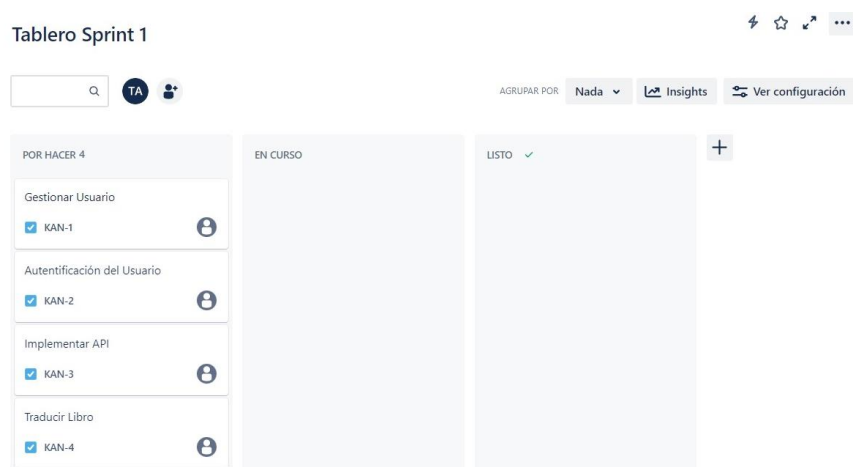 Tablero Sprint 1
TA
AGRUPAR POR Nada Insights Ver configuración
POR HACER 4
EN CURSO
LISTO
Gestionar Usuario
KAN-1
Autentificación del Usuario
KAN-2
Implementar API
KAN-3
Traducir Libro
KAN-4